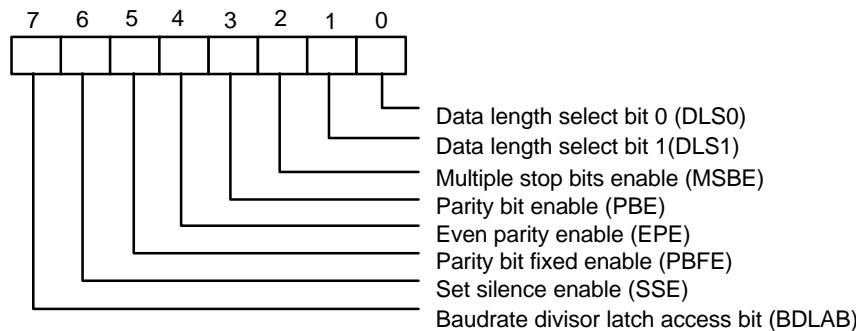 7 6 5 4 3 2 1 0
Data length select bit 0 (DLS0)
Data length select bit 1(DLS1)
Multiple stop bits enable (MSBE)
Parity bit enable (PBE)
Even parity enable (EPE)
Parity bit fixed enable (PBFE)
Set silence enable (SSE)
Baudrate divisor latch access bit (BDLAB)